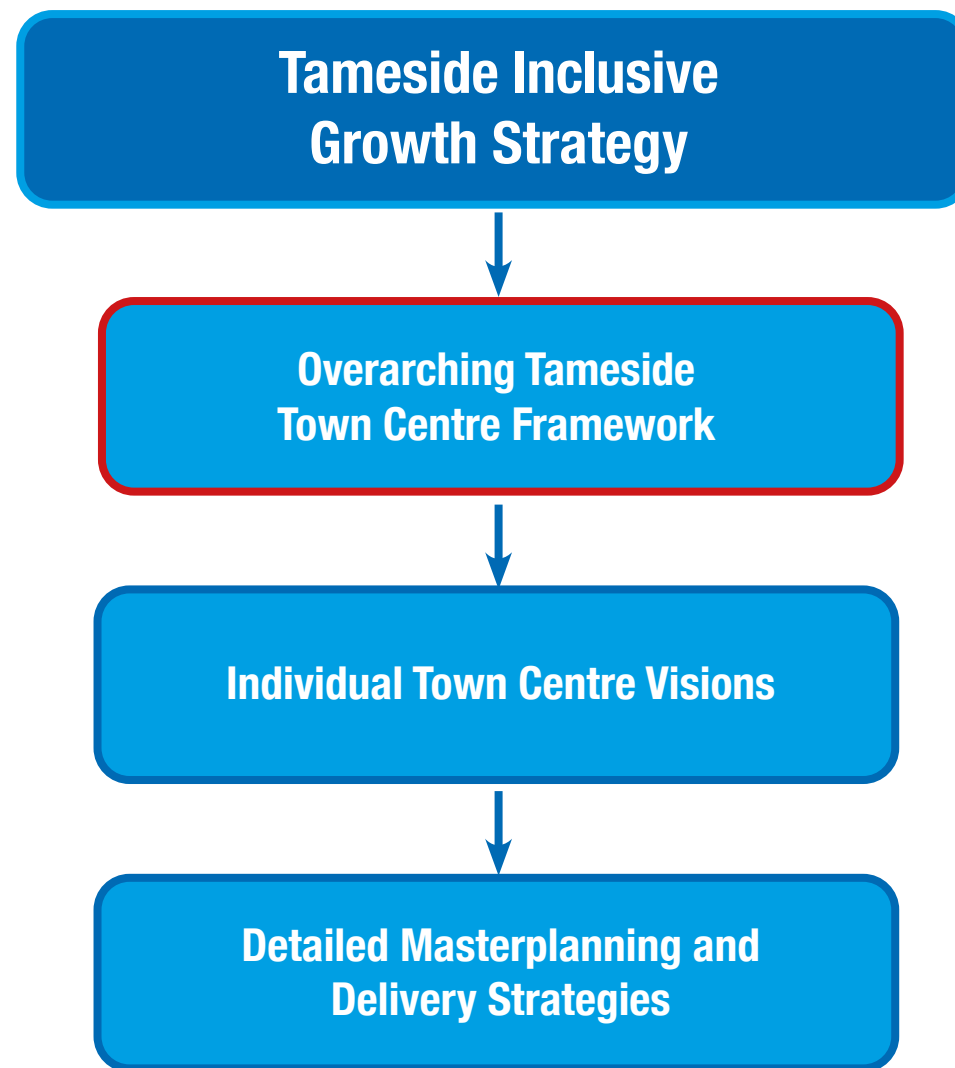 Tameside Inclusive
Growth Strategy
Overarching Tameside
Town Centre Framework
Individual Town Centre Visions
Detailed Masterplanning and
Delivery Strategies